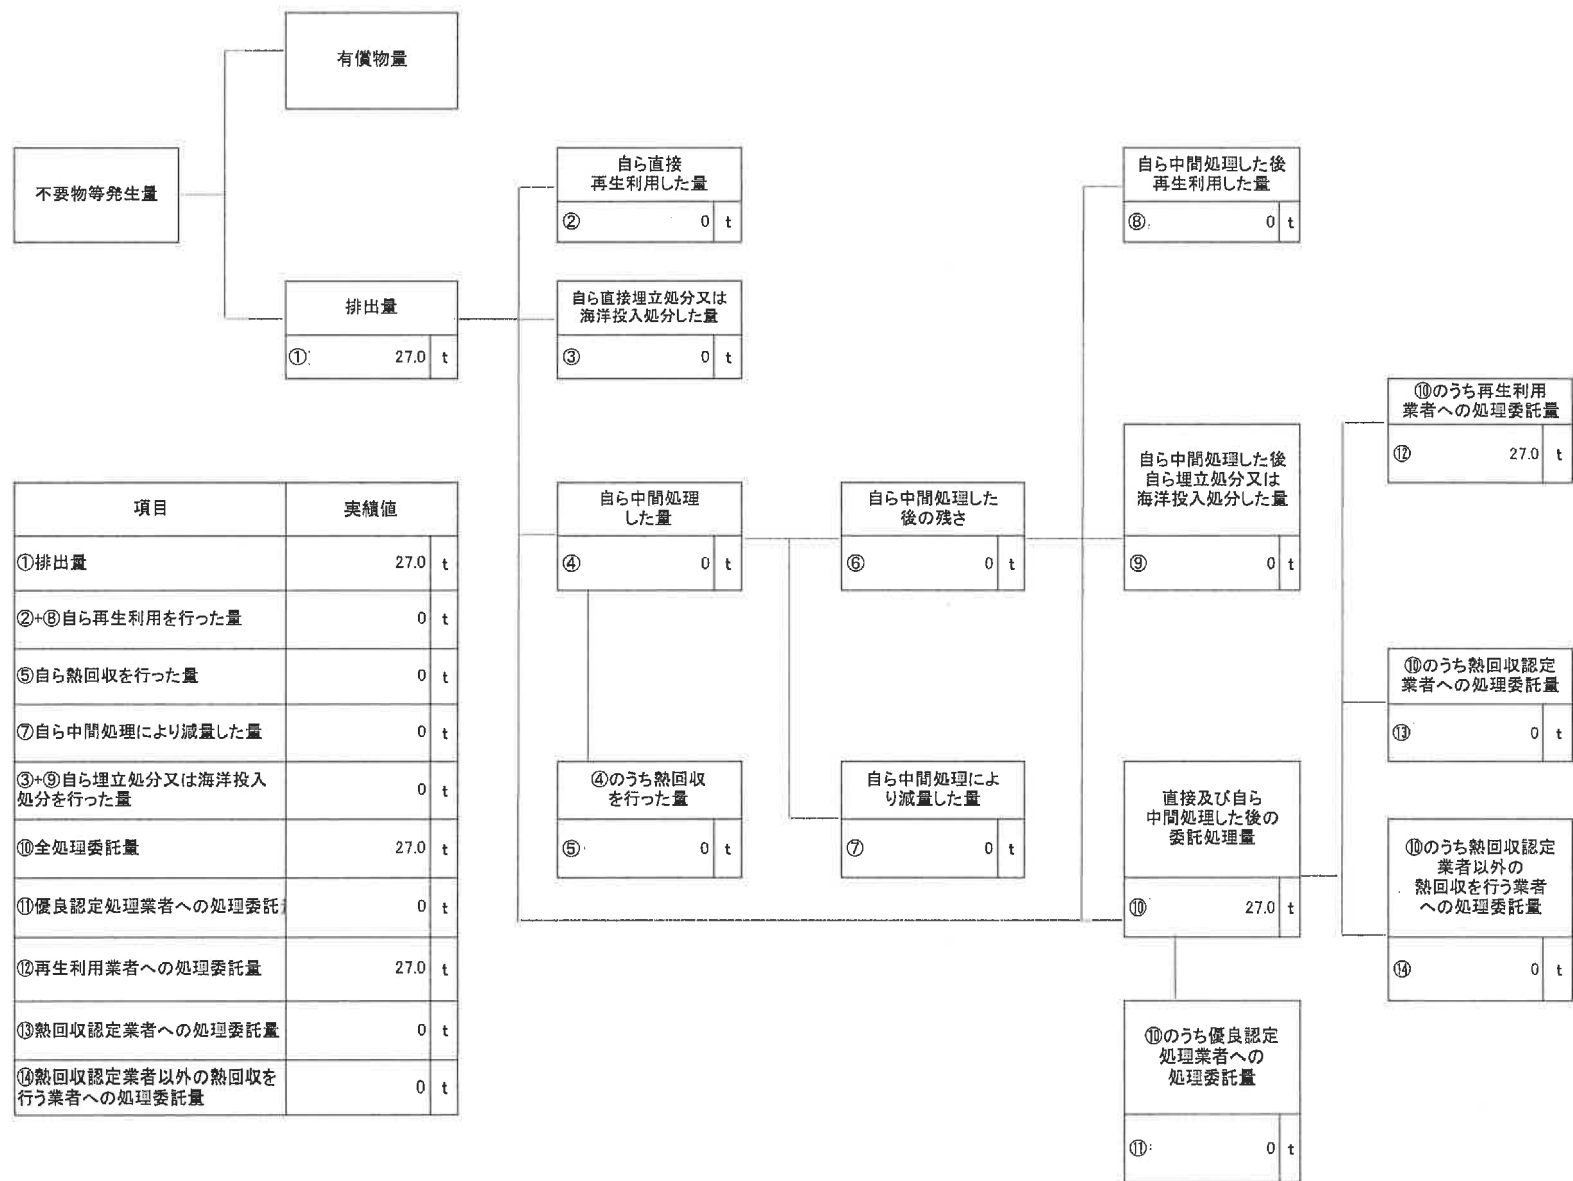 有償物量
不要物等発生量
排出量
① 27.0 t
自ら直接
再生利用した量
② 0 t
自ら直接埋立処分又は
海洋投入処分した量
③ 0 t
自ら中間処理
した量
④ 0 t
④のうち熱回収
を行った量
⑤ 0 t
自ら中間処理した
後の残さ
⑥ 0 t
自ら中間処理によ
り減量した量
⑦ 0 t
自ら中間処理した後
再生利用した量
⑧ 0 t
自ら中間処理した後
自ら埋立処分又は
海洋投入処分した量
⑨ 0 t
直接及び自ら
中間処理した後の
委託処理量
⑩ 27.0 t
⑩のうち優良認定
処理業者への
処理委託量
⑪ 0 t
⑩のうち再生利用
業者への処理委託量
⑫ 27.0 t
⑩のうち熱回収認定
業者への処理委託量
⑬ 0 t
⑩のうち熱回収認定
業者以外の
熱回収を行う業者
への処理委託量
⑭ 0 t
項目 実績値
①排出量 27.0 t
②+⑧自ら再生利用を行った量 0 t
⑤自ら熱回収を行った量 0 t
⑦自ら中間処理により減量した量 0 t
③+⑨自ら埋立処分又は海洋投入
処分を行った量 0 t
⑩全処理委託量 27.0 t
⑪優良認定処理業者への処理委託 0 t
⑫再生利用業者への処理委託量 27.0 t
⑬熱回収認定業者への処理委託量 0 t
⑭熱回収認定業者以外の熱回収を
行う業者への処理委託量 0 t